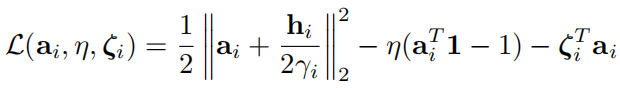 $\mathcal{L}(\mathbf{a}_i, \eta, \boldsymbol{\zeta}_i) = \frac{1}{2} \left\| \mathbf{a}_i + \frac{\mathbf{h}_i}{2\gamma_i} \right\|_2^2 - \eta(\mathbf{a}_i^T \mathbf{1} - 1) - \boldsymbol{\zeta}_i^T \mathbf{a}_i$